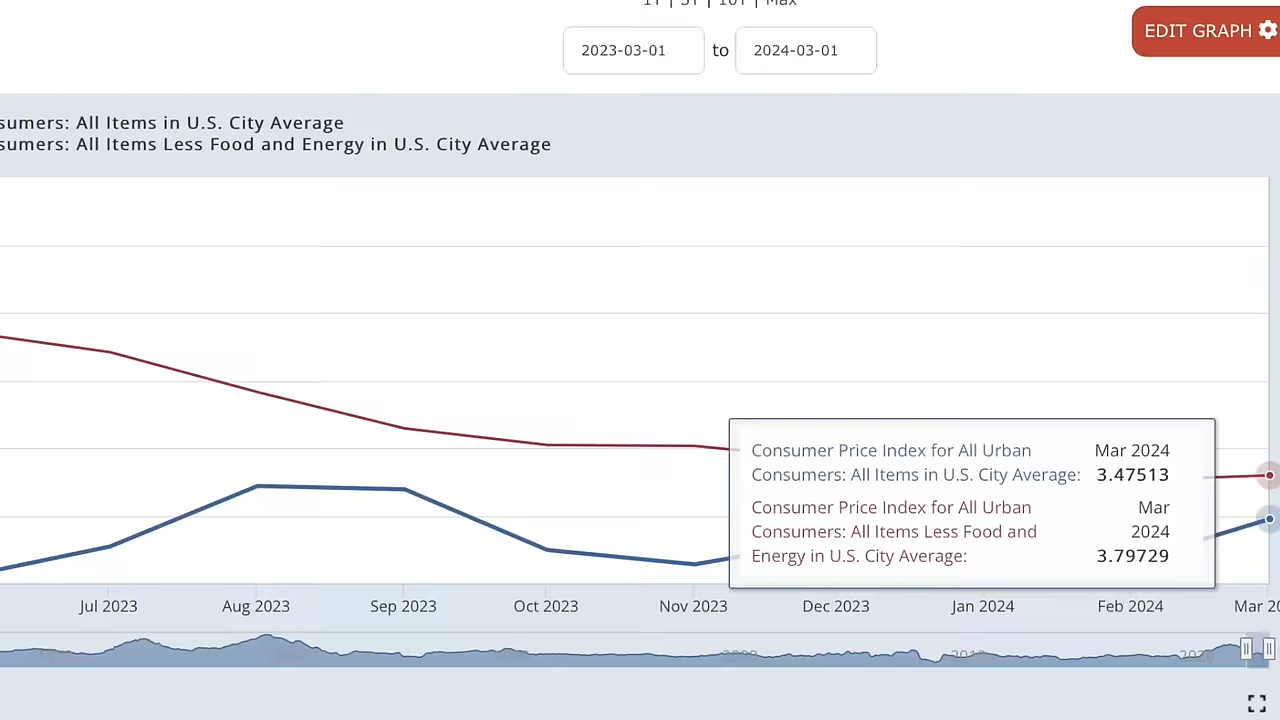 2023-03-01 to 2024-03-01
EDIT GRAPH
sumers: All Items in U.S. City Average
sumers: All Items Less Food and Energy in U.S. City Average
Consumer Price Index for All Urban Mar 2024
Consumers: All Items in U.S. City Average: 3.47513
Consumer Price Index for All Urban Mar
Consumers: All Items Less Food and 2024
Energy in U.S. City Average: 3.79729
Jul 2023 Aug 2023 Sep 2023 Oct 2023 Nov 2023 Dec 2023 Jan 2024 Feb 2024 Mar 20